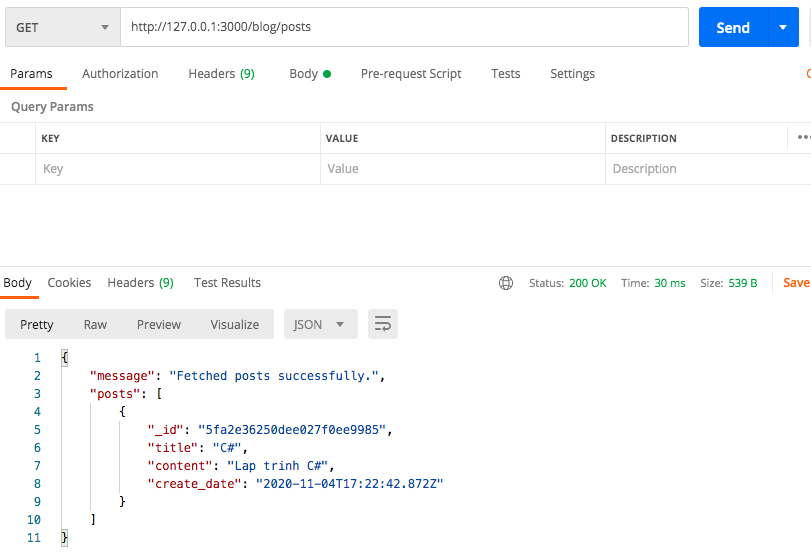 GET http://127.0.0.1:3000/blog/posts Send
Params Authorization Headers (9) Body Pre-request Script Tests Settings
Query Params
KEY VALUE DESCRIPTION
Key Value Description
Body Cookies Headers (9) Test Results Status: 200 OK Time: 30 ms Size: 539 B Save
Pretty Raw Preview Visualize JSON
1 {
2 "message": "Fetched posts successfully.",
3 "posts": [
4 {
5 "_id": "5fa2e36250dee027f0ee9985",
6 "title": "C#",
7 "content": "Lap trinh C#",
8 "create_date": "2020-11-04T17:22:42.872Z"
9 }
10 ]
11 }